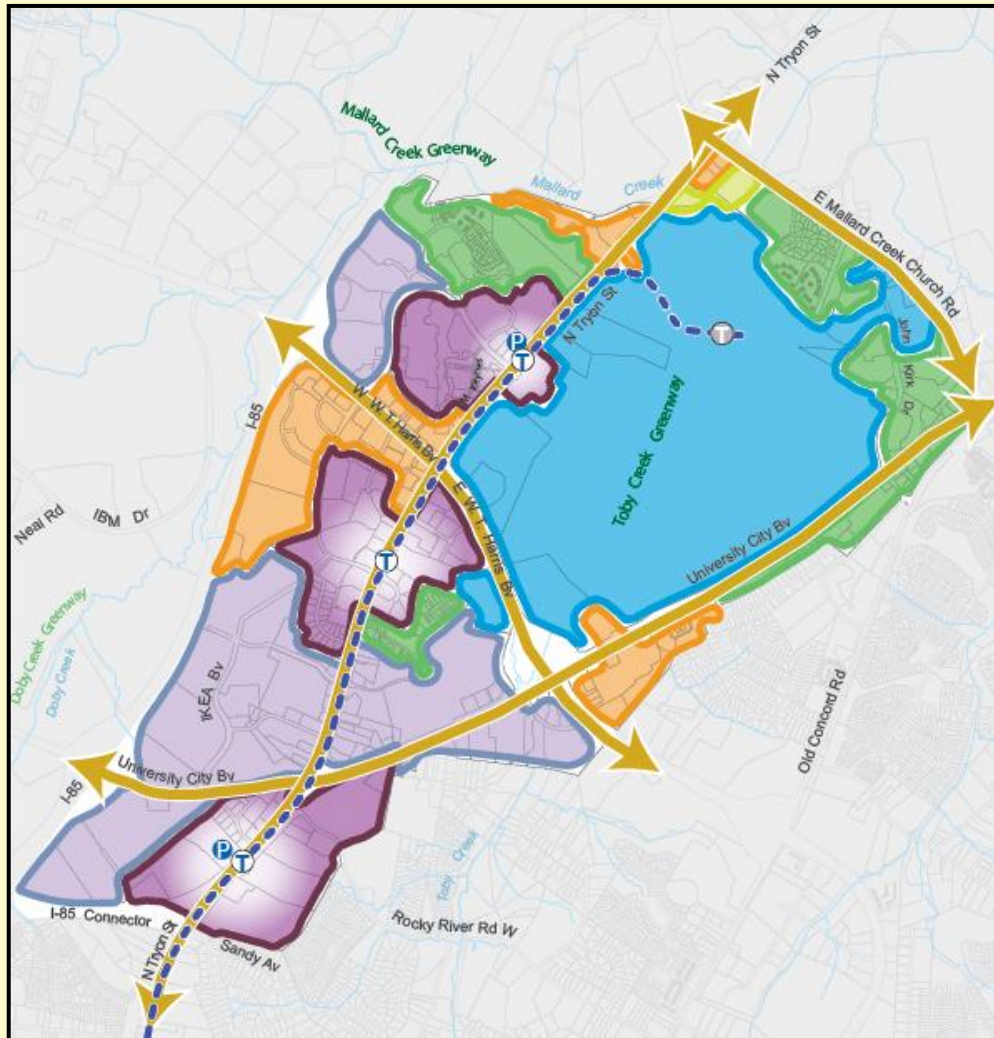 N Tryon St
Mallard Creek Greenway
Mallard Creek
E Mallard Creek Church Rd
N Tryon St
John
Kirk Dr
P
T
T
I-85
W W.T. Harris Bv
Toby Creek Greenway
E W.T. Harris Bv
Neal Rd
IBM Dr
T
University City Bv
Doby Creek Greenway
Doby Creek
IKEA Bv
Old Concord Rd
University City Bv
I-85
P
T
Toby Creek
I-85 Connector
Rocky River Rd W
N Tryon St
Sandy Av